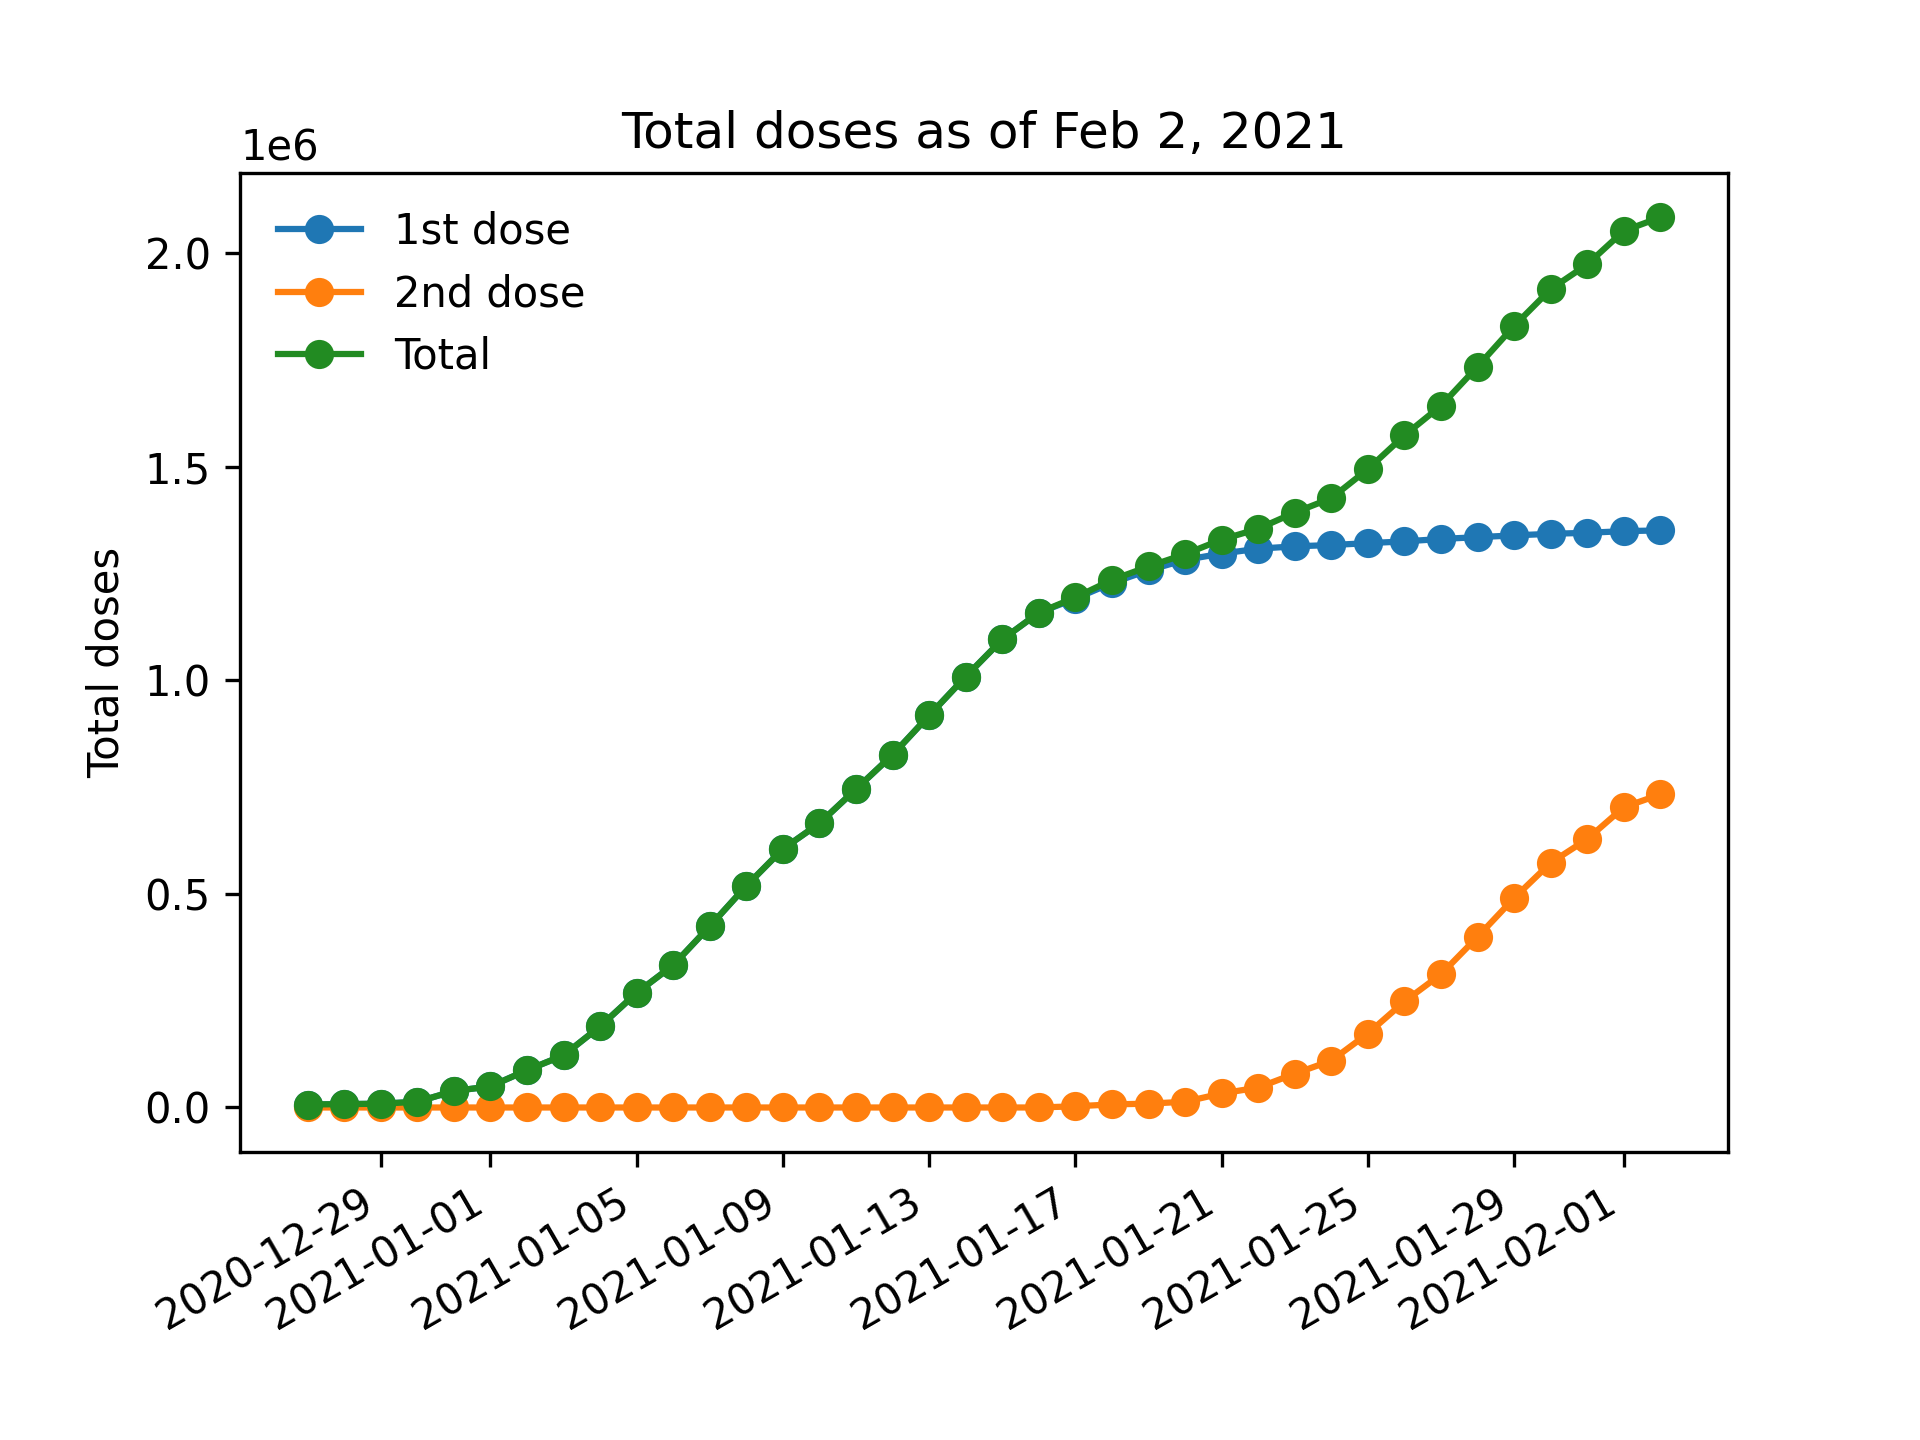 Total doses as of Feb 2, 2021
1e6
1st dose
2nd dose
Total
2.0
1.5
1.0
0.5
0.0
Total doses
2020-12-29
2021-01-01
2021-01-05
2021-01-09
2021-01-13
2021-01-17
2021-01-21
2021-01-25
2021-01-29
2021-02-01